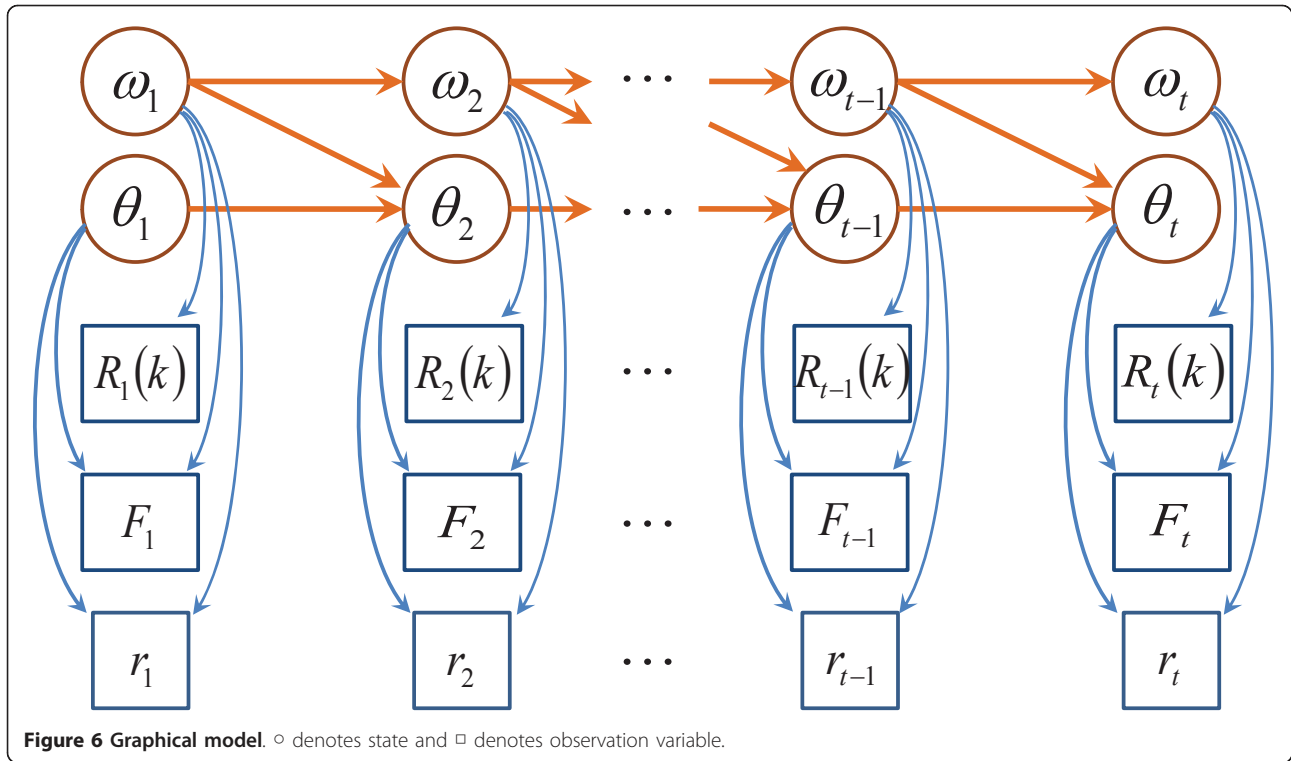 ω₁ ω₂ ⋯ ωₜ₋₁ ωₜ
θ₁ θ₂ ⋯ θₜ₋₁ θₜ
R₁(k) R₂(k) ⋯ Rₜ₋₁(k) Rₜ(k)
F₁ F₂ ⋯ Fₜ₋₁ Fₜ
r₁ r₂ ⋯ rₜ₋₁ rₜ
Figure 6 Graphical model. ○ denotes state and □ denotes observation variable.